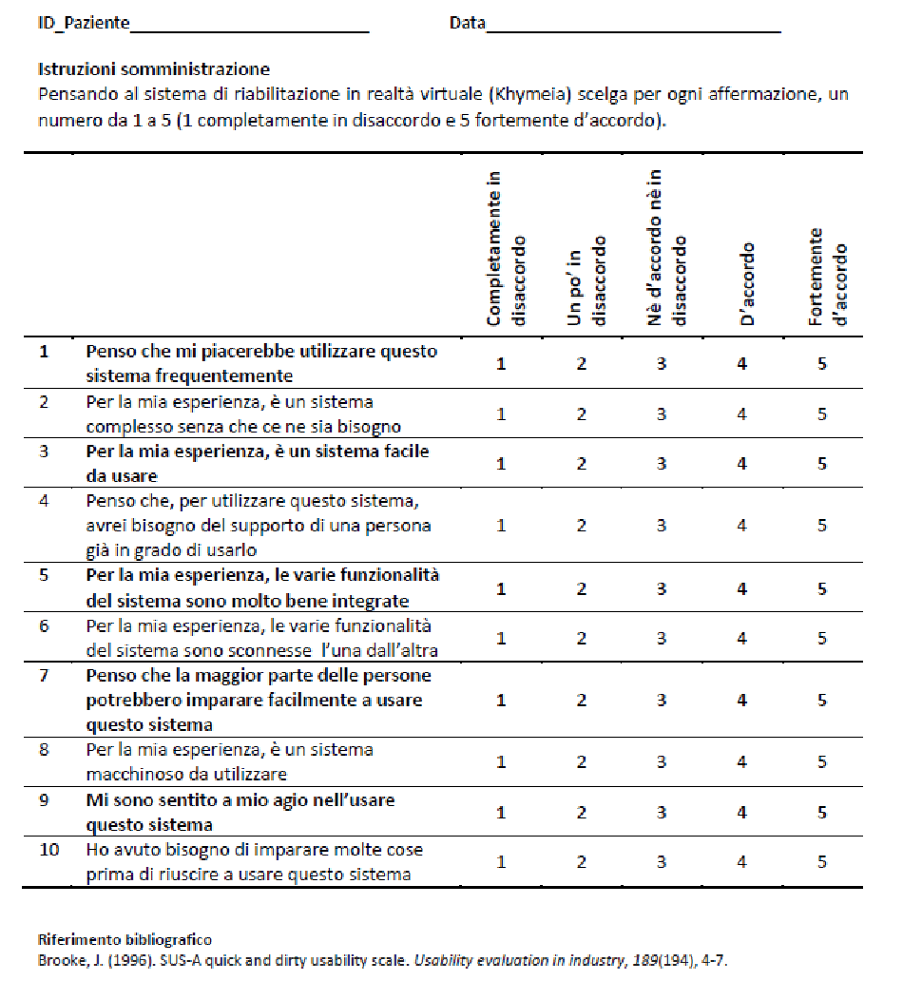 ID_Paziente__________________________ Data________________________________
Istruzioni somministrazione
Pensando al sistema di riabilitazione in realtà virtuale (Khymeia) scelga per ogni affermazione, un
numero da 1 a 5 (1 completamente in disaccordo e 5 fortemente d'accordo).
Completamente in
disaccordo
Un po' in
disaccordo
Nè d'accordo nè in
disaccordo
D'accordo
Fortemente
d'accordo
1 Penso che mi piacerebbe utilizzare questo
sistema frequentemente
1 2 3 4 5
2 Per la mia esperienza, è un sistema
complesso senza che ce ne sia bisogno
1 2 3 4 5
3 Per la mia esperienza, è un sistema facile
da usare
1 2 3 4 5
4 Penso che, per utilizzare questo sistema,
avrei bisogno del supporto di una persona
già in grado di usarlo
1 2 3 4 5
5 Per la mia esperienza, le varie funzionalità
del sistema sono molto bene integrate
1 2 3 4 5
6 Per la mia esperienza, le varie funzionalità
del sistema sono sconnesse l'una dall'altra
1 2 3 4 5
7 Penso che la maggior parte delle persone
potrebbero imparare facilmente a usare
questo sistema
1 2 3 4 5
8 Per la mia esperienza, è un sistema
macchinoso da utilizzare
1 2 3 4 5
9 Mi sono sentito a mio agio nell'usare
questo sistema
1 2 3 4 5
10 Ho avuto bisogno di imparare molte cose
prima di riuscire a usare questo sistema
1 2 3 4 5
Riferimento bibliografico
Brooke, J. (1996). SUS-A quick and dirty usability scale. Usability evaluation in industry, 189(194), 4-7.